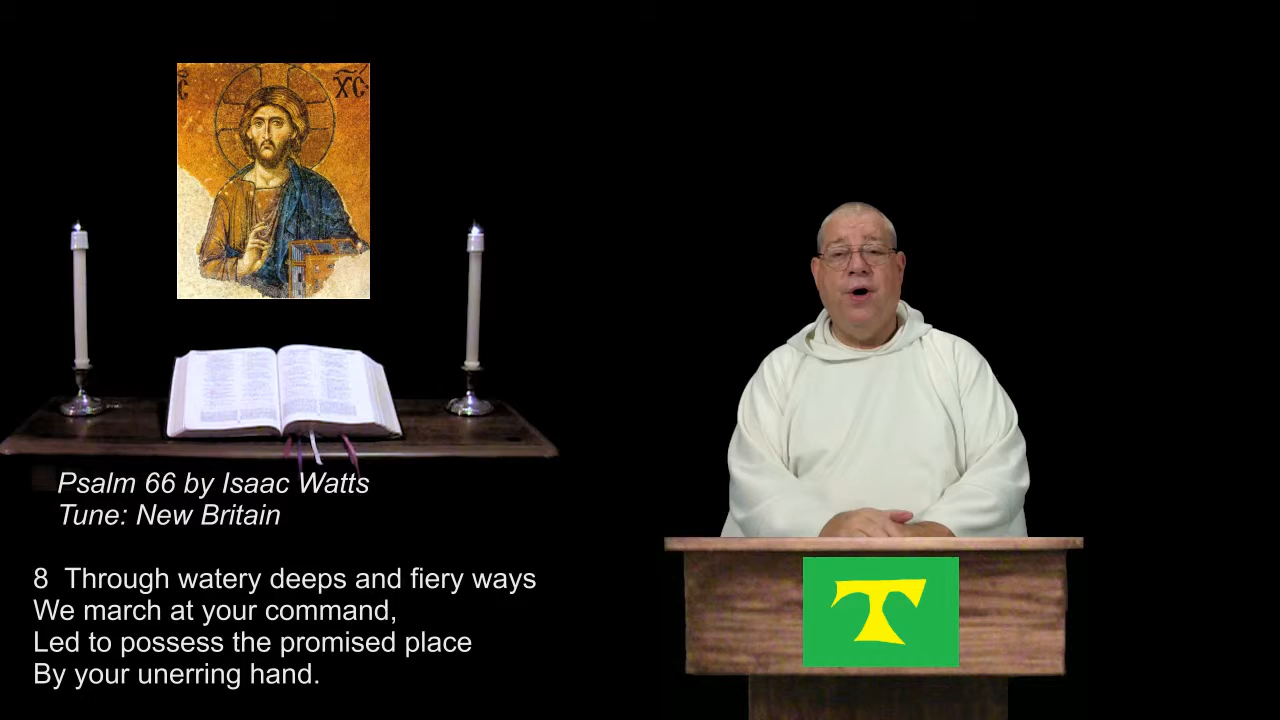 X̃C
Psalm 66 by Isaac Watts
Tune: New Britain
8 Through watery deeps and fiery ways
We march at your command,
Led to possess the promised place
By your unerring hand.